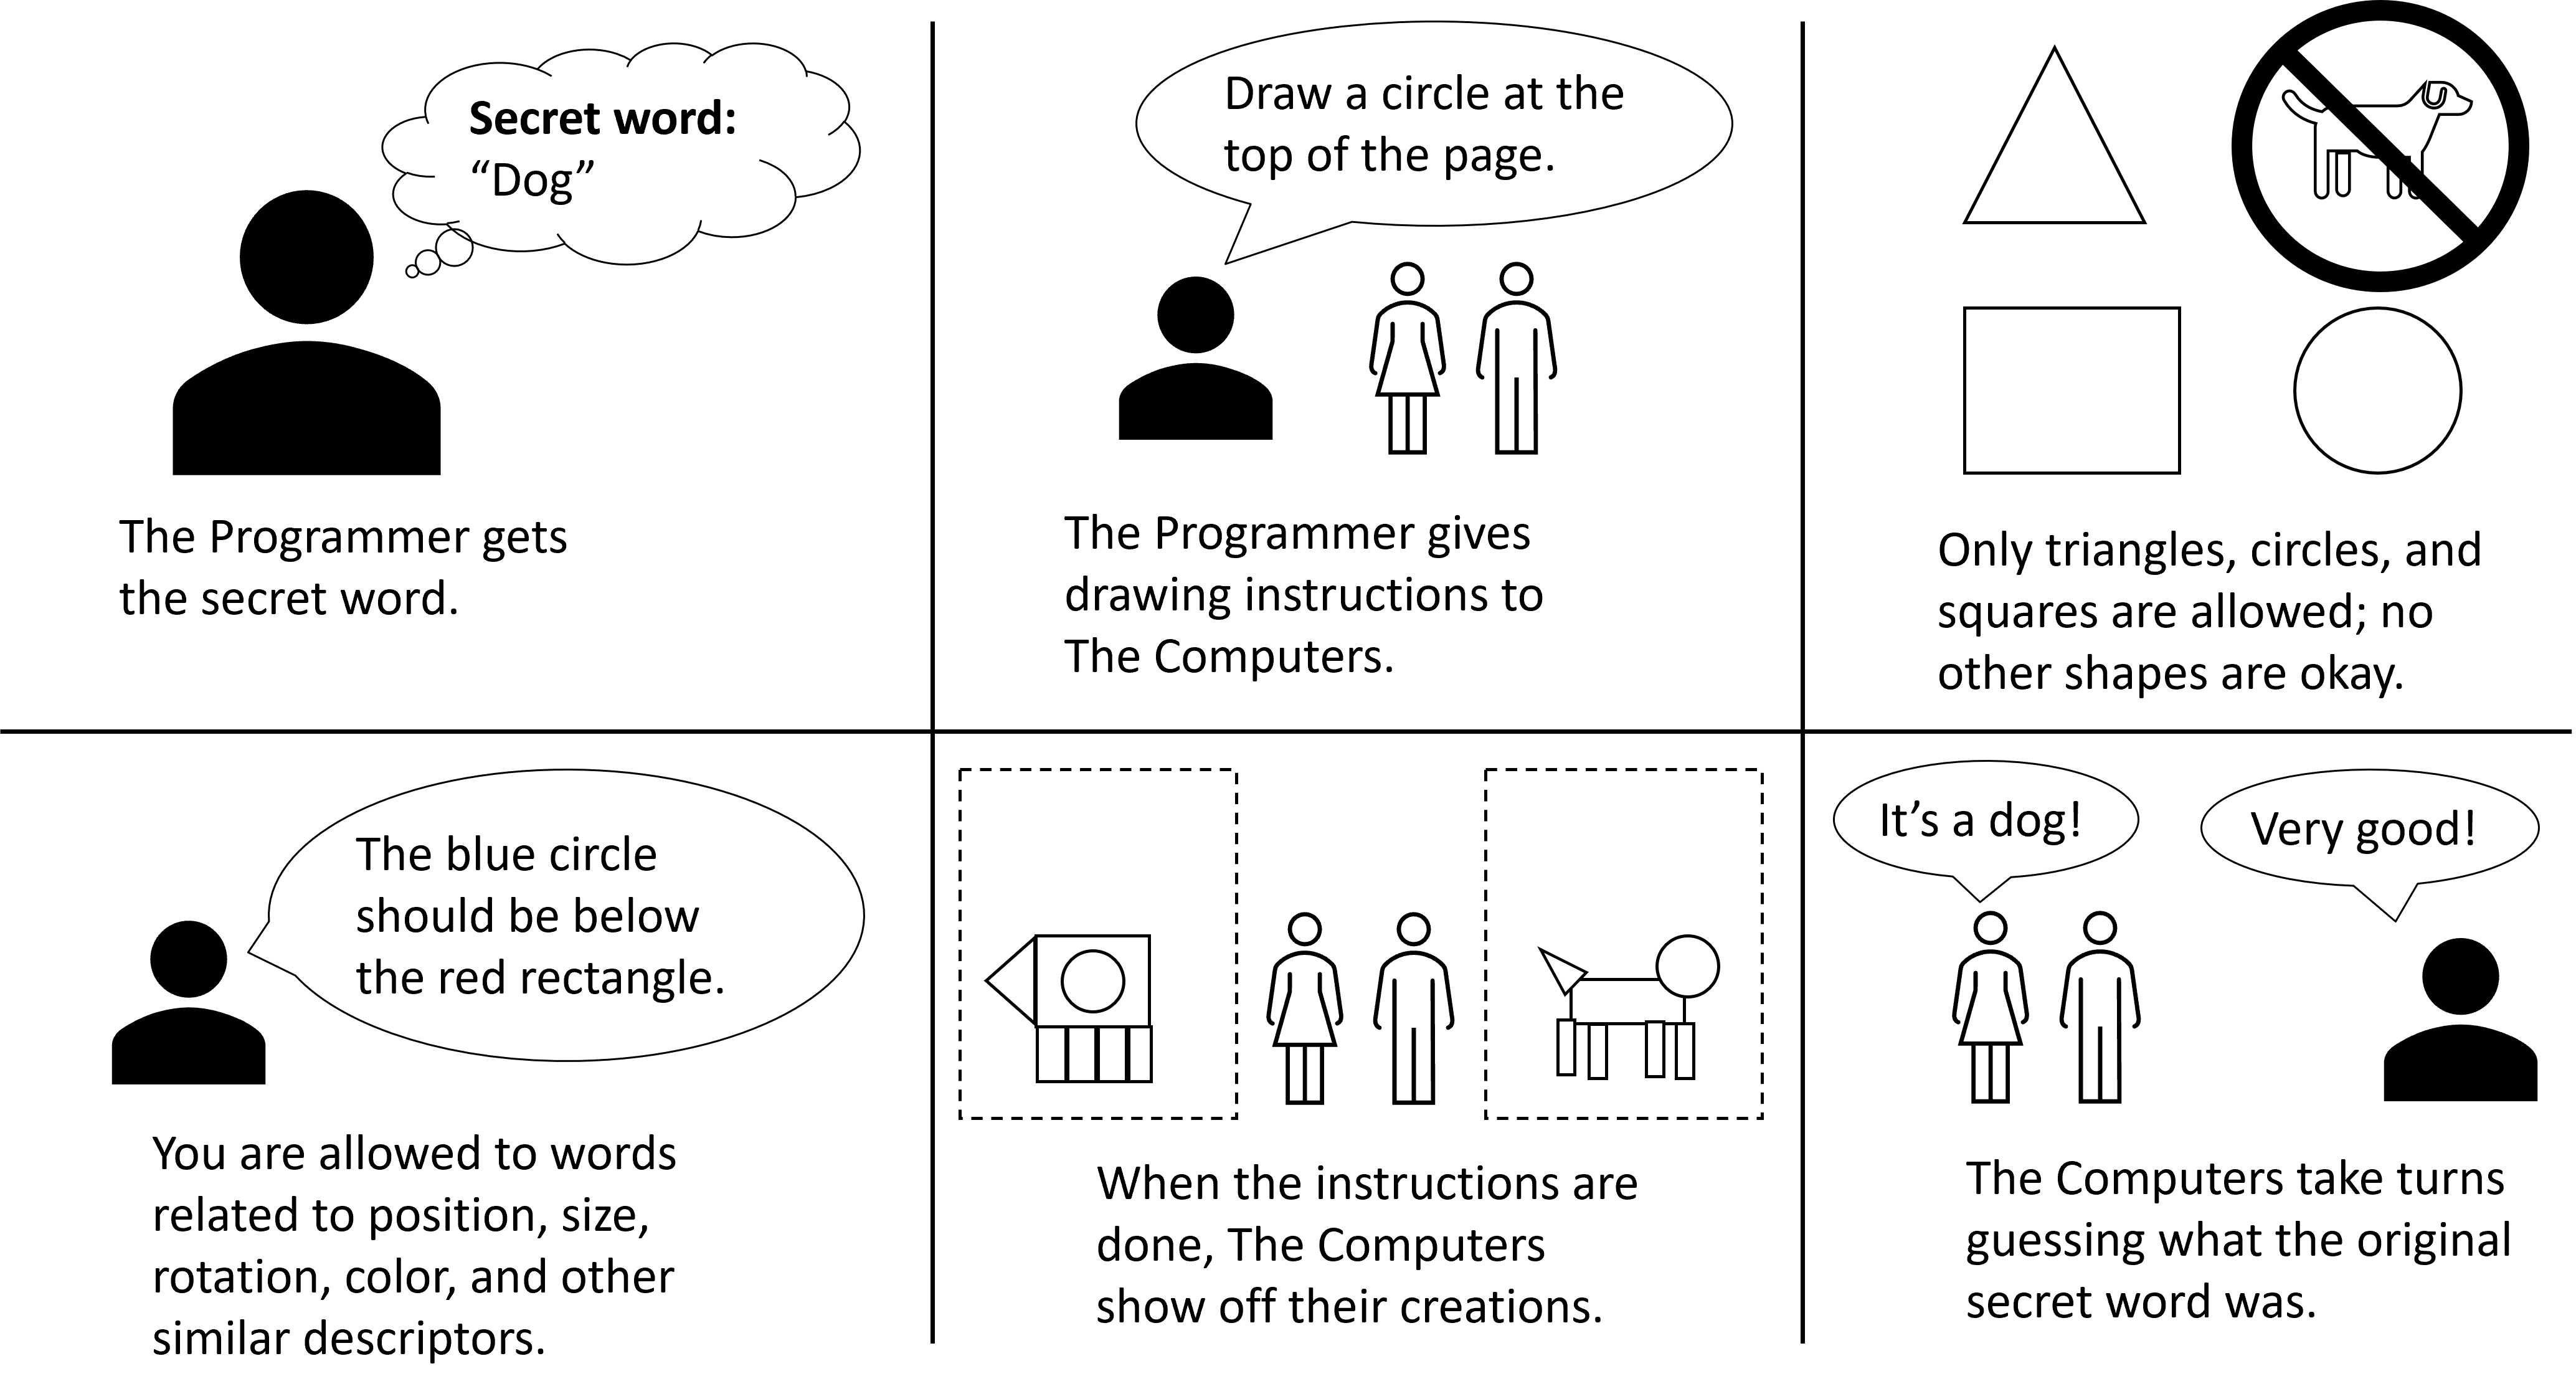 Secret word:
“Dog”
The Programmer gets
the secret word.
Draw a circle at the
top of the page.
The Programmer gives
drawing instructions to
The Computers.
Only triangles, circles, and
squares are allowed; no
other shapes are okay.
The blue circle
should be below
the red rectangle.
You are allowed to words
related to position, size,
rotation, color, and other
similar descriptors.
When the instructions are
done, The Computers
show off their creations.
It’s a dog!
Very good!
The Computers take turns
guessing what the original
secret word was.